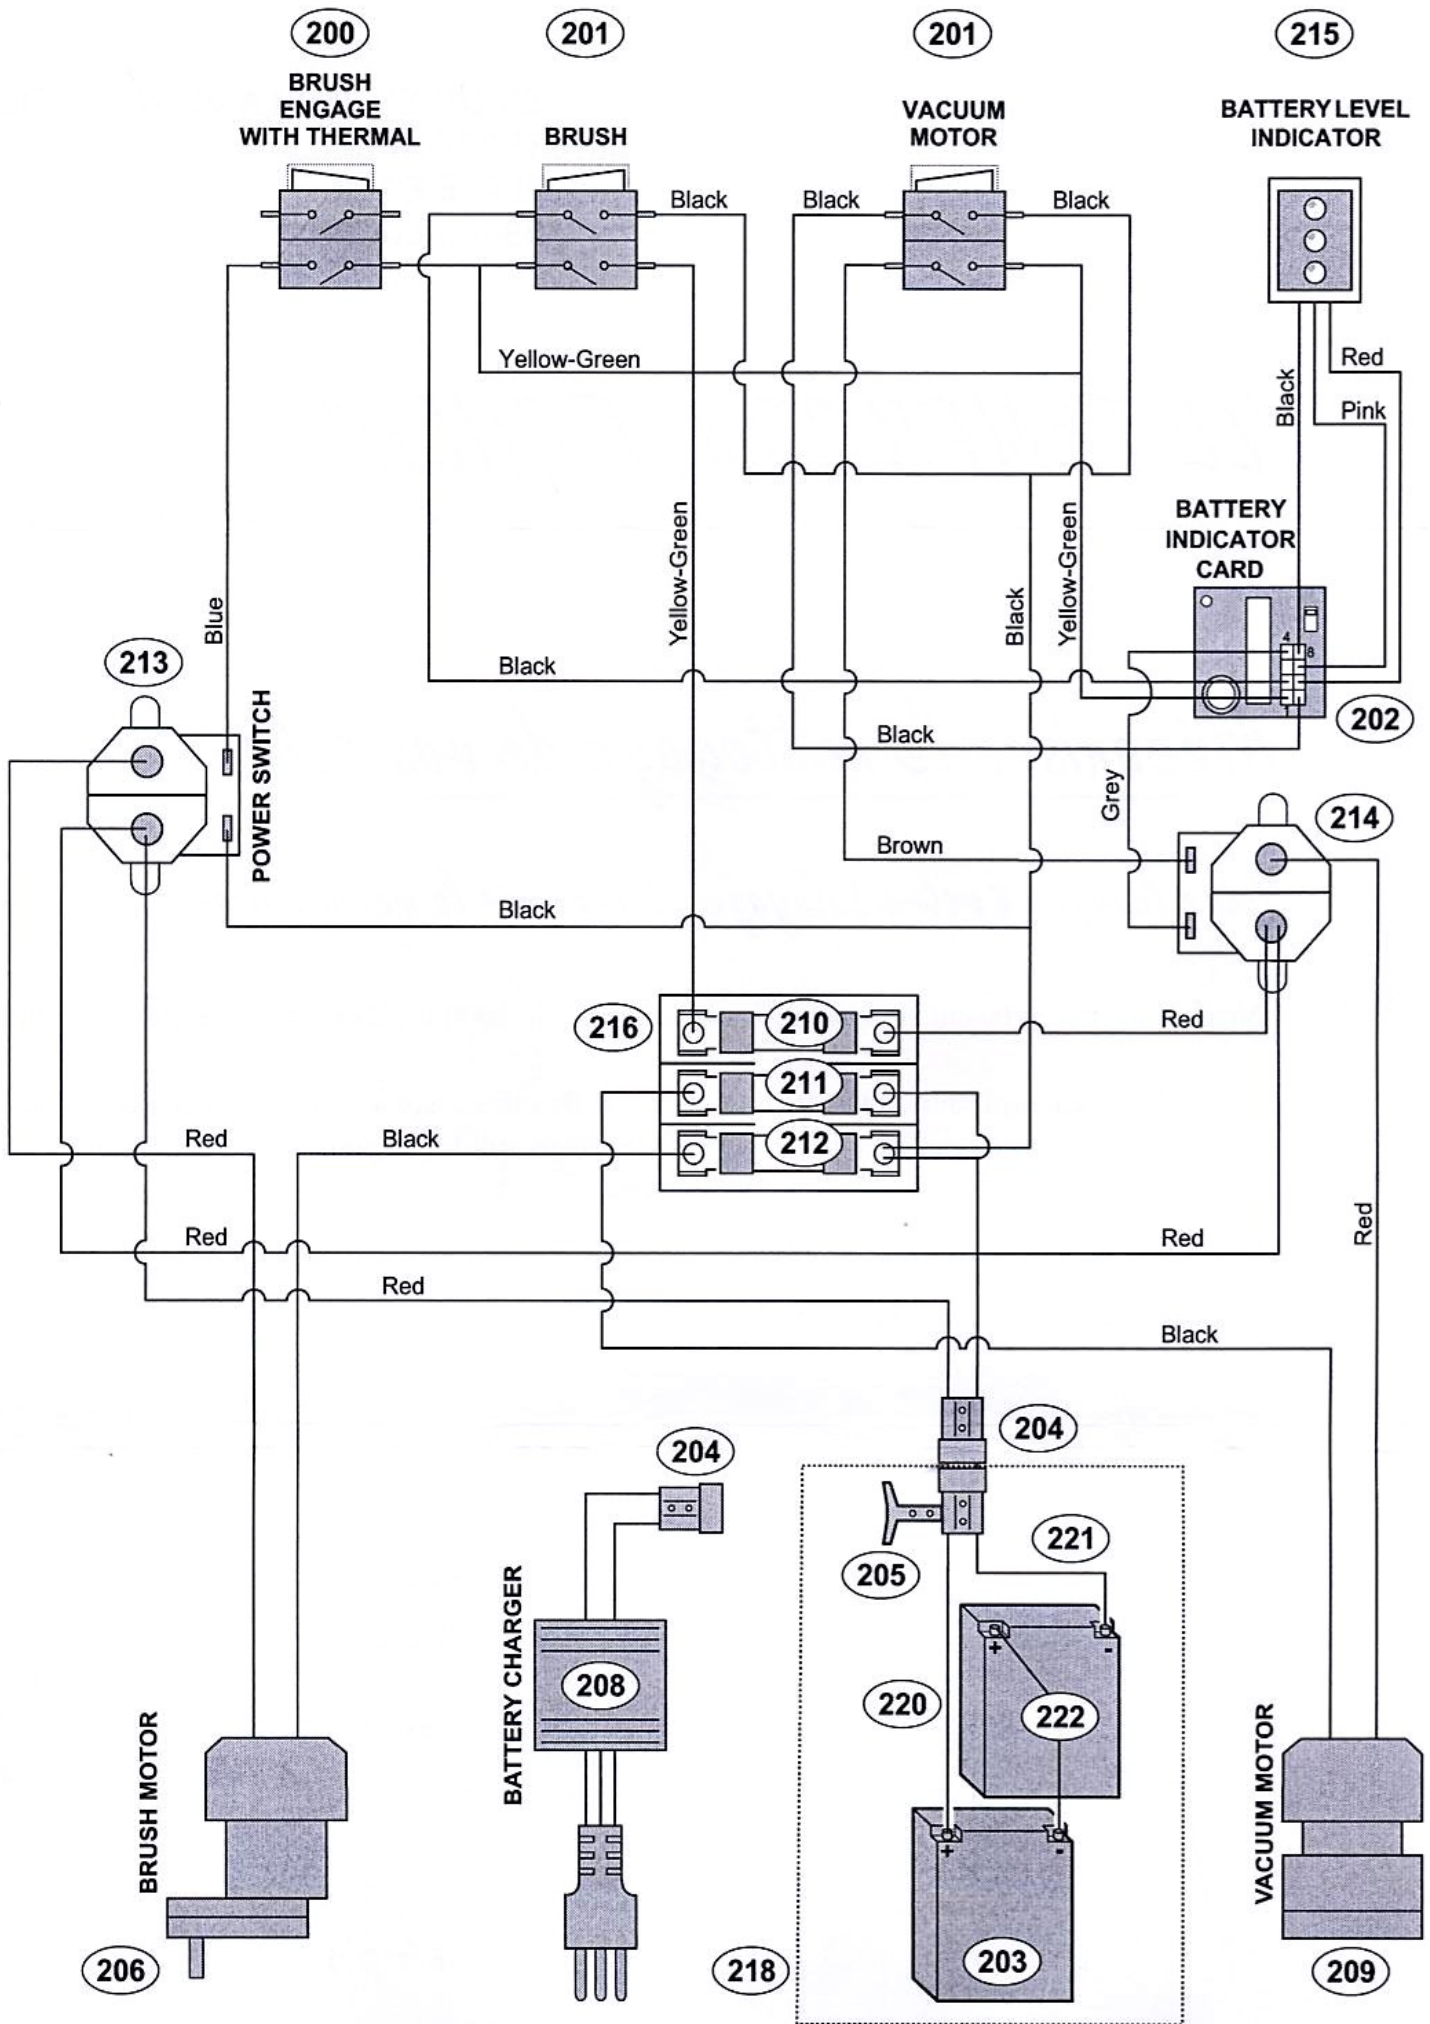 200
201
201
215
BRUSH
ENGAGE
WITH THERMAL
BRUSH
VACUUM
MOTOR
BATTERY LEVEL
INDICATOR
Black
Black
Black
Yellow-Green
Red
Black
Pink
BATTERY
INDICATOR
CARD
Blue
Yellow-Green
Black
Yellow-Green
4
8
1
213
Black
202
POWER SWITCH
Black
Grey
214
Brown
Black
216
210
Red
211
212
Red
Black
Red
Red
Red
Red
Black
204
204
221
205
BATTERY CHARGER
208
+
-
220
222
BRUSH MOTOR
VACUUM MOTOR
+
-
206
218
203
209